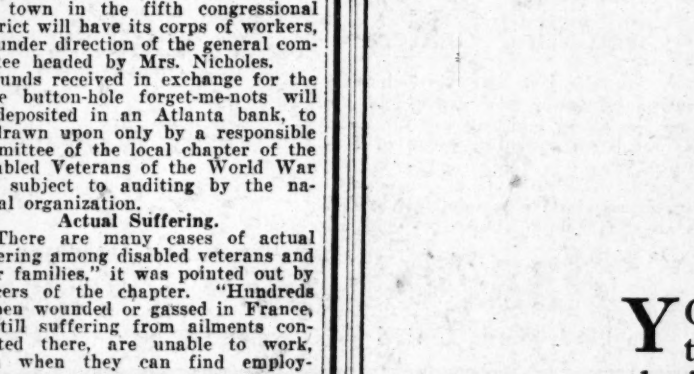 town in the fifth congressional
rict will have its corps of workers,
under direction of the general com-
ee headed by Mrs. Nicholes.
unds received in exchange for the
e button-hole forget-me-nots will
deposited in an Atlanta bank, to
drawn upon only by a responsible
mmittee of the local chapter of the
abled Veterans of the World War
subject to auditing by the na-
al organization.
Actual Suffering.
There are many cases of actual
ering among disabled veterans and
r families," it was pointed out by
cers of the chapter. "Hundreds
en wounded or gassed in France,
till suffering from ailments con-
ted there, are unable to work,
when they can find employ-
Y
t